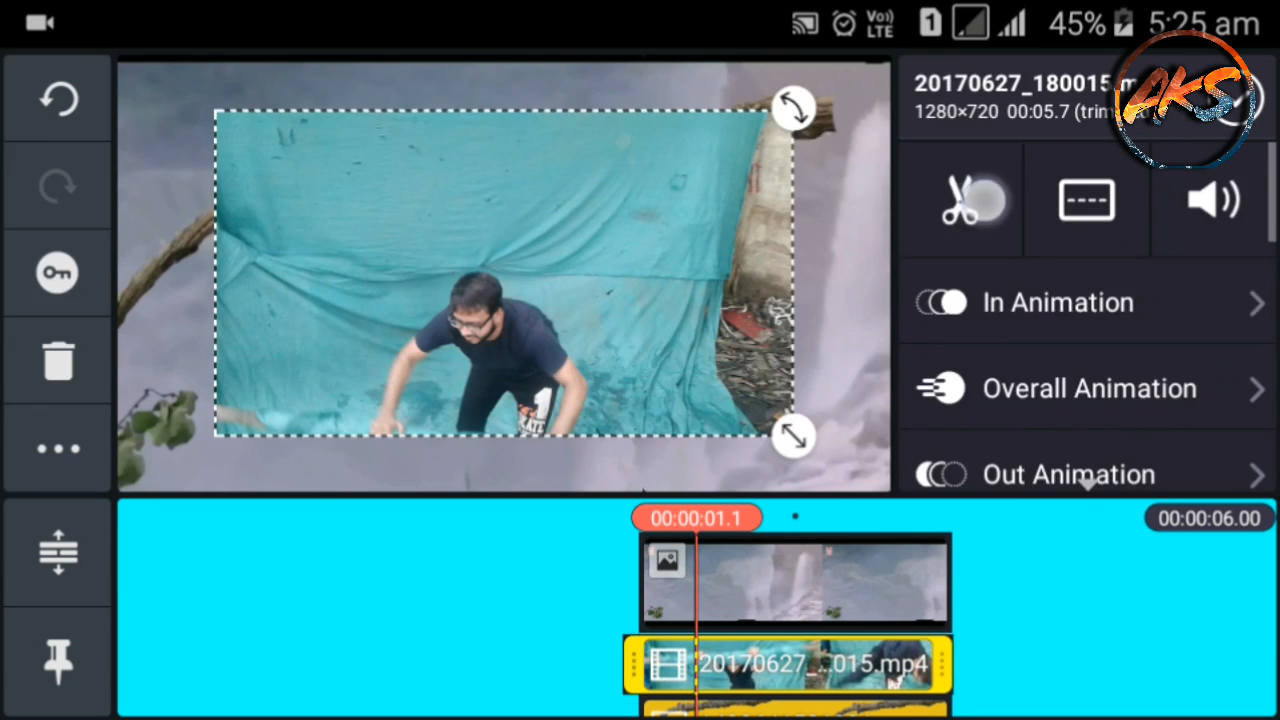 Vo)) 1 45% 5:25 am
LTE
20170627_180015.m
1280×720 00:05.7 (trim
AKS
In Animation
Overall Animation
Out Animation
00:00:01.1
00:00:06.00
20170627_...015.mp4